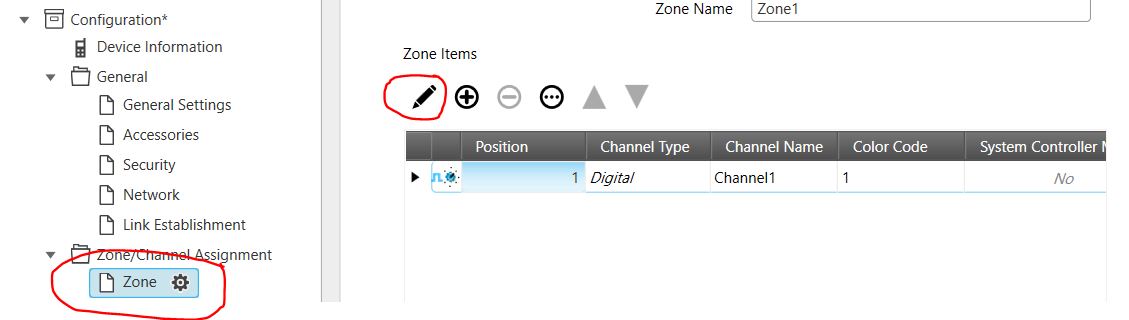 Configuration*
Device Information
General
General Settings
Accessories
Security
Network
Link Establishment
Zone/Channel Assignment
Zone
Zone Name Zone1
Zone Items
Position Channel Type Channel Name Color Code System Controller
1 Digital Channel1 1 No